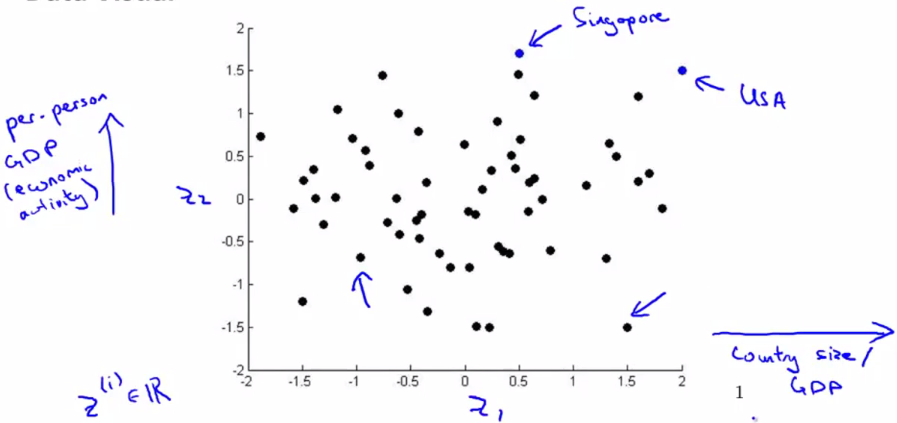 Data Visual
Singapore
USA
per-person
GDP
(economic
activity)
z₂
2
1.5
1
0.5
0
-0.5
-1
-1.5
-2
-2 -1.5 -1 -0.5 0 0.5 1 1.5 2
z₁
z⁽ⁱ⁾ ∈ ℝ
Country size/
GDP
1